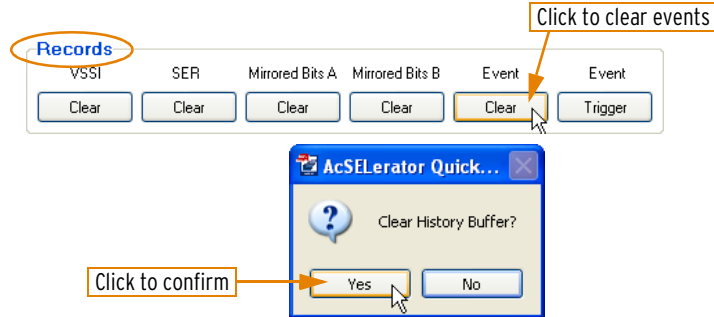 Click to clear events
Records
VSSI SER Mirrored Bits A Mirrored Bits B Event Event
Clear Clear Clear Clear Clear Trigger
AcSELerator Quick...
Clear History Buffer?
Click to confirm
Yes No